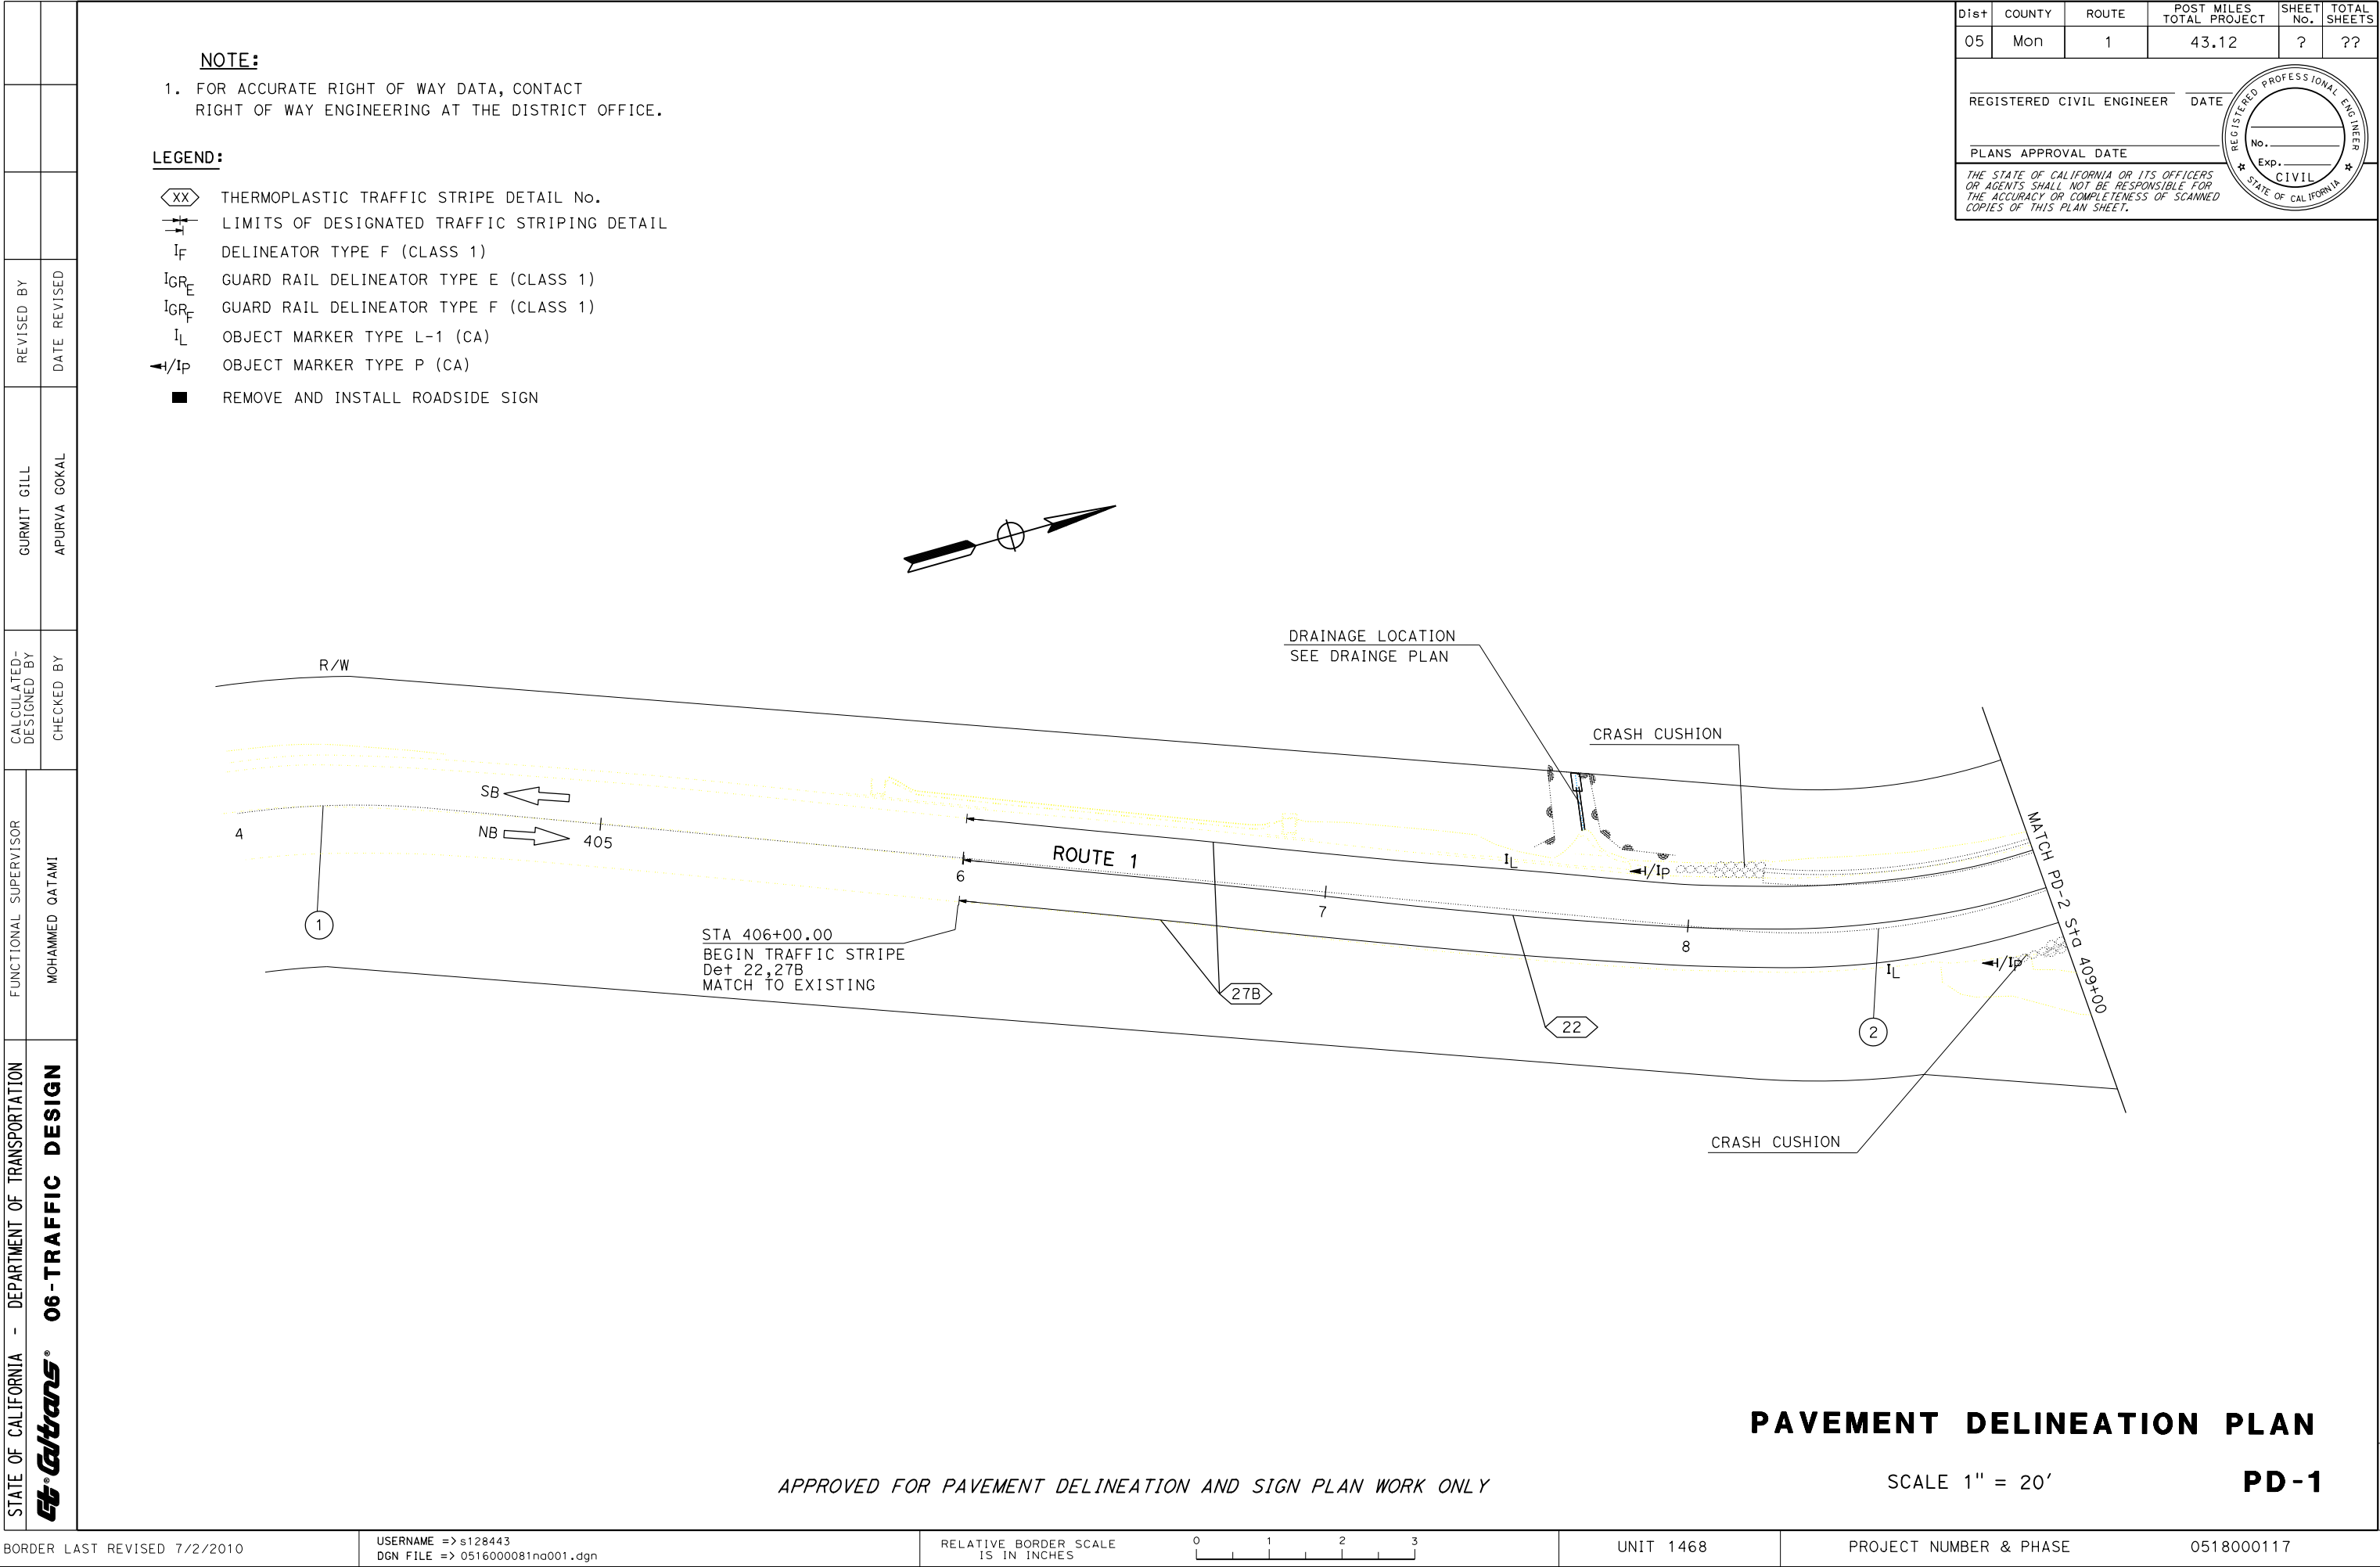 Dist COUNTY ROUTE POST MILES TOTAL PROJECT SHEET No. TOTAL SHEETS
05 Mon 1 43.12 ? ??
REGISTERED CIVIL ENGINEER DATE
PLANS APPROVAL DATE
THE STATE OF CALIFORNIA OR ITS OFFICERS
OR AGENTS SHALL NOT BE RESPONSIBLE FOR
THE ACCURACY OR COMPLETENESS OF SCANNED
COPIES OF THIS PLAN SHEET.
REGISTERED PROFESSIONAL ENGINEER
No.
Exp.
CIVIL
STATE OF CALIFORNIA
NOTE:
1. FOR ACCURATE RIGHT OF WAY DATA, CONTACT
RIGHT OF WAY ENGINEERING AT THE DISTRICT OFFICE.
LEGEND:
XX THERMOPLASTIC TRAFFIC STRIPE DETAIL No.
LIMITS OF DESIGNATED TRAFFIC STRIPING DETAIL
IF DELINEATOR TYPE F (CLASS 1)
IGRE GUARD RAIL DELINEATOR TYPE E (CLASS 1)
IGRF GUARD RAIL DELINEATOR TYPE F (CLASS 1)
IL OBJECT MARKER TYPE L-1 (CA)
/IP OBJECT MARKER TYPE P (CA)
REMOVE AND INSTALL ROADSIDE SIGN
REVISED BY
DATE REVISED
GURMIT GILL
APURVA GOKAL
CALCULATED-
DESIGNED BY
CHECKED BY
FUNCTIONAL SUPERVISOR
MOHAMMED QATAMI
STATE OF CALIFORNIA - DEPARTMENT OF TRANSPORTATION
06-TRAFFIC DESIGN
ct® Caltrans®
DRAINAGE LOCATION
SEE DRAINGE PLAN
R/W
CRASH CUSHION
SB
NB
4
405
ROUTE 1
6
7
8
IL
/IP
MATCH PD-2 Sta 409+00
1
STA 406+00.00
BEGIN TRAFFIC STRIPE
Det 22,27B
MATCH TO EXISTING
27B
22
2
IL
/IP
CRASH CUSHION
PAVEMENT DELINEATION PLAN
APPROVED FOR PAVEMENT DELINEATION AND SIGN PLAN WORK ONLY
SCALE 1" = 20'
PD-1
BORDER LAST REVISED 7/2/2010
USERNAME => s128443
DGN FILE => 0516000081na001.dgn
RELATIVE BORDER SCALE
IS IN INCHES
0 1 2 3
UNIT 1468
PROJECT NUMBER & PHASE
0518000117